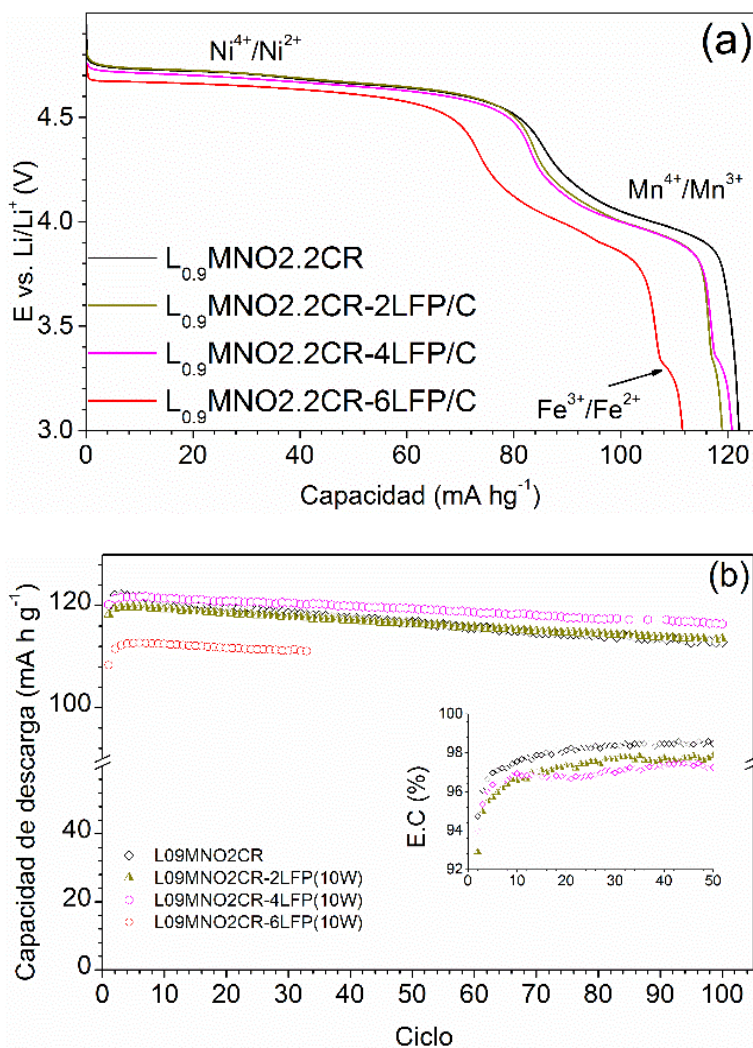 (a)
Ni4+/Ni2+
Mn4+/Mn3+
E vs. Li/Li+ (V)
4.5
4.0
3.5
3.0
L0.9MNO2.2CR
L0.9MNO2.2CR-2LFP/C
L0.9MNO2.2CR-4LFP/C
L0.9MNO2.2CR-6LFP/C
Fe3+/Fe2+
0 20 40 60 80 100 120
Capacidad (mA hg-1)
(b)
Capacidad de descarga (mA h g-1)
120
100
40
20
0
E.C (%)
100
98
96
94
92
0 10 20 30 40 50
L09MNO2CR
L09MNO2CR-2LFP(10W)
L09MNO2CR-4LFP(10W)
L09MNO2CR-6LFP(10W)
0 10 20 30 40 50 60 70 80 90 100
Ciclo